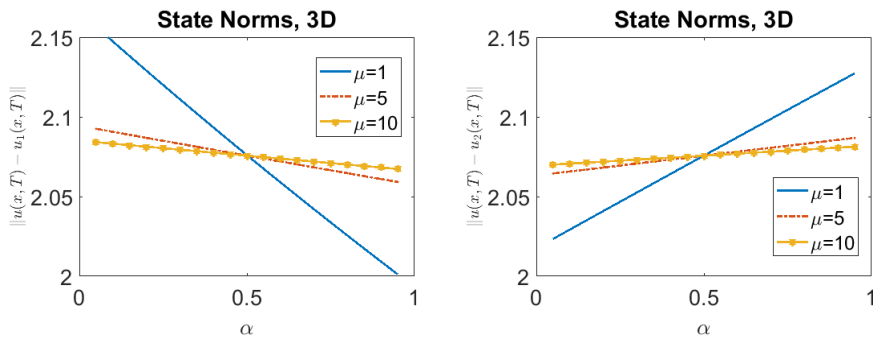 State Norms, 3D
2.15
2.1
2.05
2
0
0.5
1
α
||u(x,T) − u₁(x,T)||
μ=1
μ=5
μ=10
State Norms, 3D
2.15
2.1
2.05
2
0
0.5
1
α
||u(x,T) − u₂(x,T)||
μ=1
μ=5
μ=10